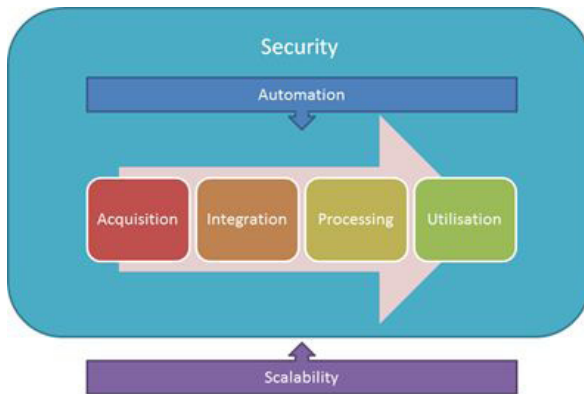 Security
Automation
Acquisition
Integration
Processing
Utilisation
Scalability